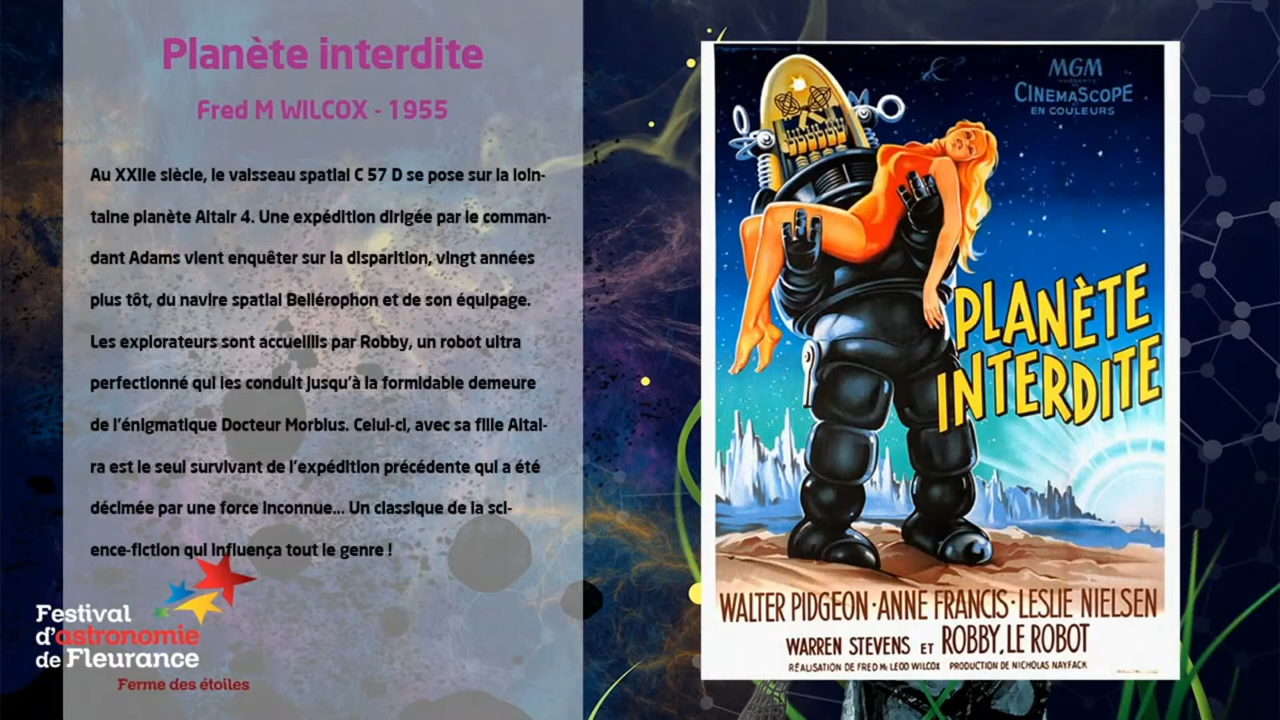 Planète interdite
Fred M WILCOX - 1955
Au XXIIe siècle, le vaisseau spatial C 57 D se pose sur la loin-
taine planète Altaïr 4. Une expédition dirigée par le comman-
dant Adams vient enquêter sur la disparition, vingt années
plus tôt, du navire spatial Bellérophon et de son équipage.
Les explorateurs sont accueillis par Robby, un robot ultra
perfectionné qui les conduit jusqu'à la formidable demeure
de l'énigmatique Docteur Morbius. Celui-ci, avec sa fille Altaï-
ra est le seul survivant de l'expédition précédente qui a été
décimée par une force inconnue... Un classique de la sci-
ence-fiction qui influença tout le genre !
Festival
d'astronomie
de Fleurance
Ferme des étoiles
MGM
CINEMASCOPE
EN COULEURS
PLANÈTE
INTERDITE
WALTER PIDGEON · ANNE FRANCIS · LESLIE NIELSEN
WARREN STEVENS ET ROBBY, LE ROBOT
RÉALISATION DE FRED Mc LEOD WILCOX PRODUCTION DE NICHOLAS NAYFACK